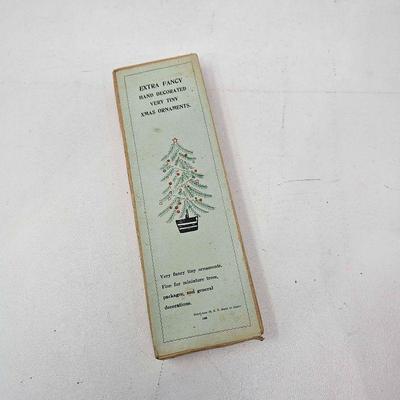 EXTRA FANCY
HAND DECORATED
VERY TINY
XMAS ORNAMENTS.
Very fancy tiny ornaments.
Fine for miniature trees,
packages, and general
decorations.